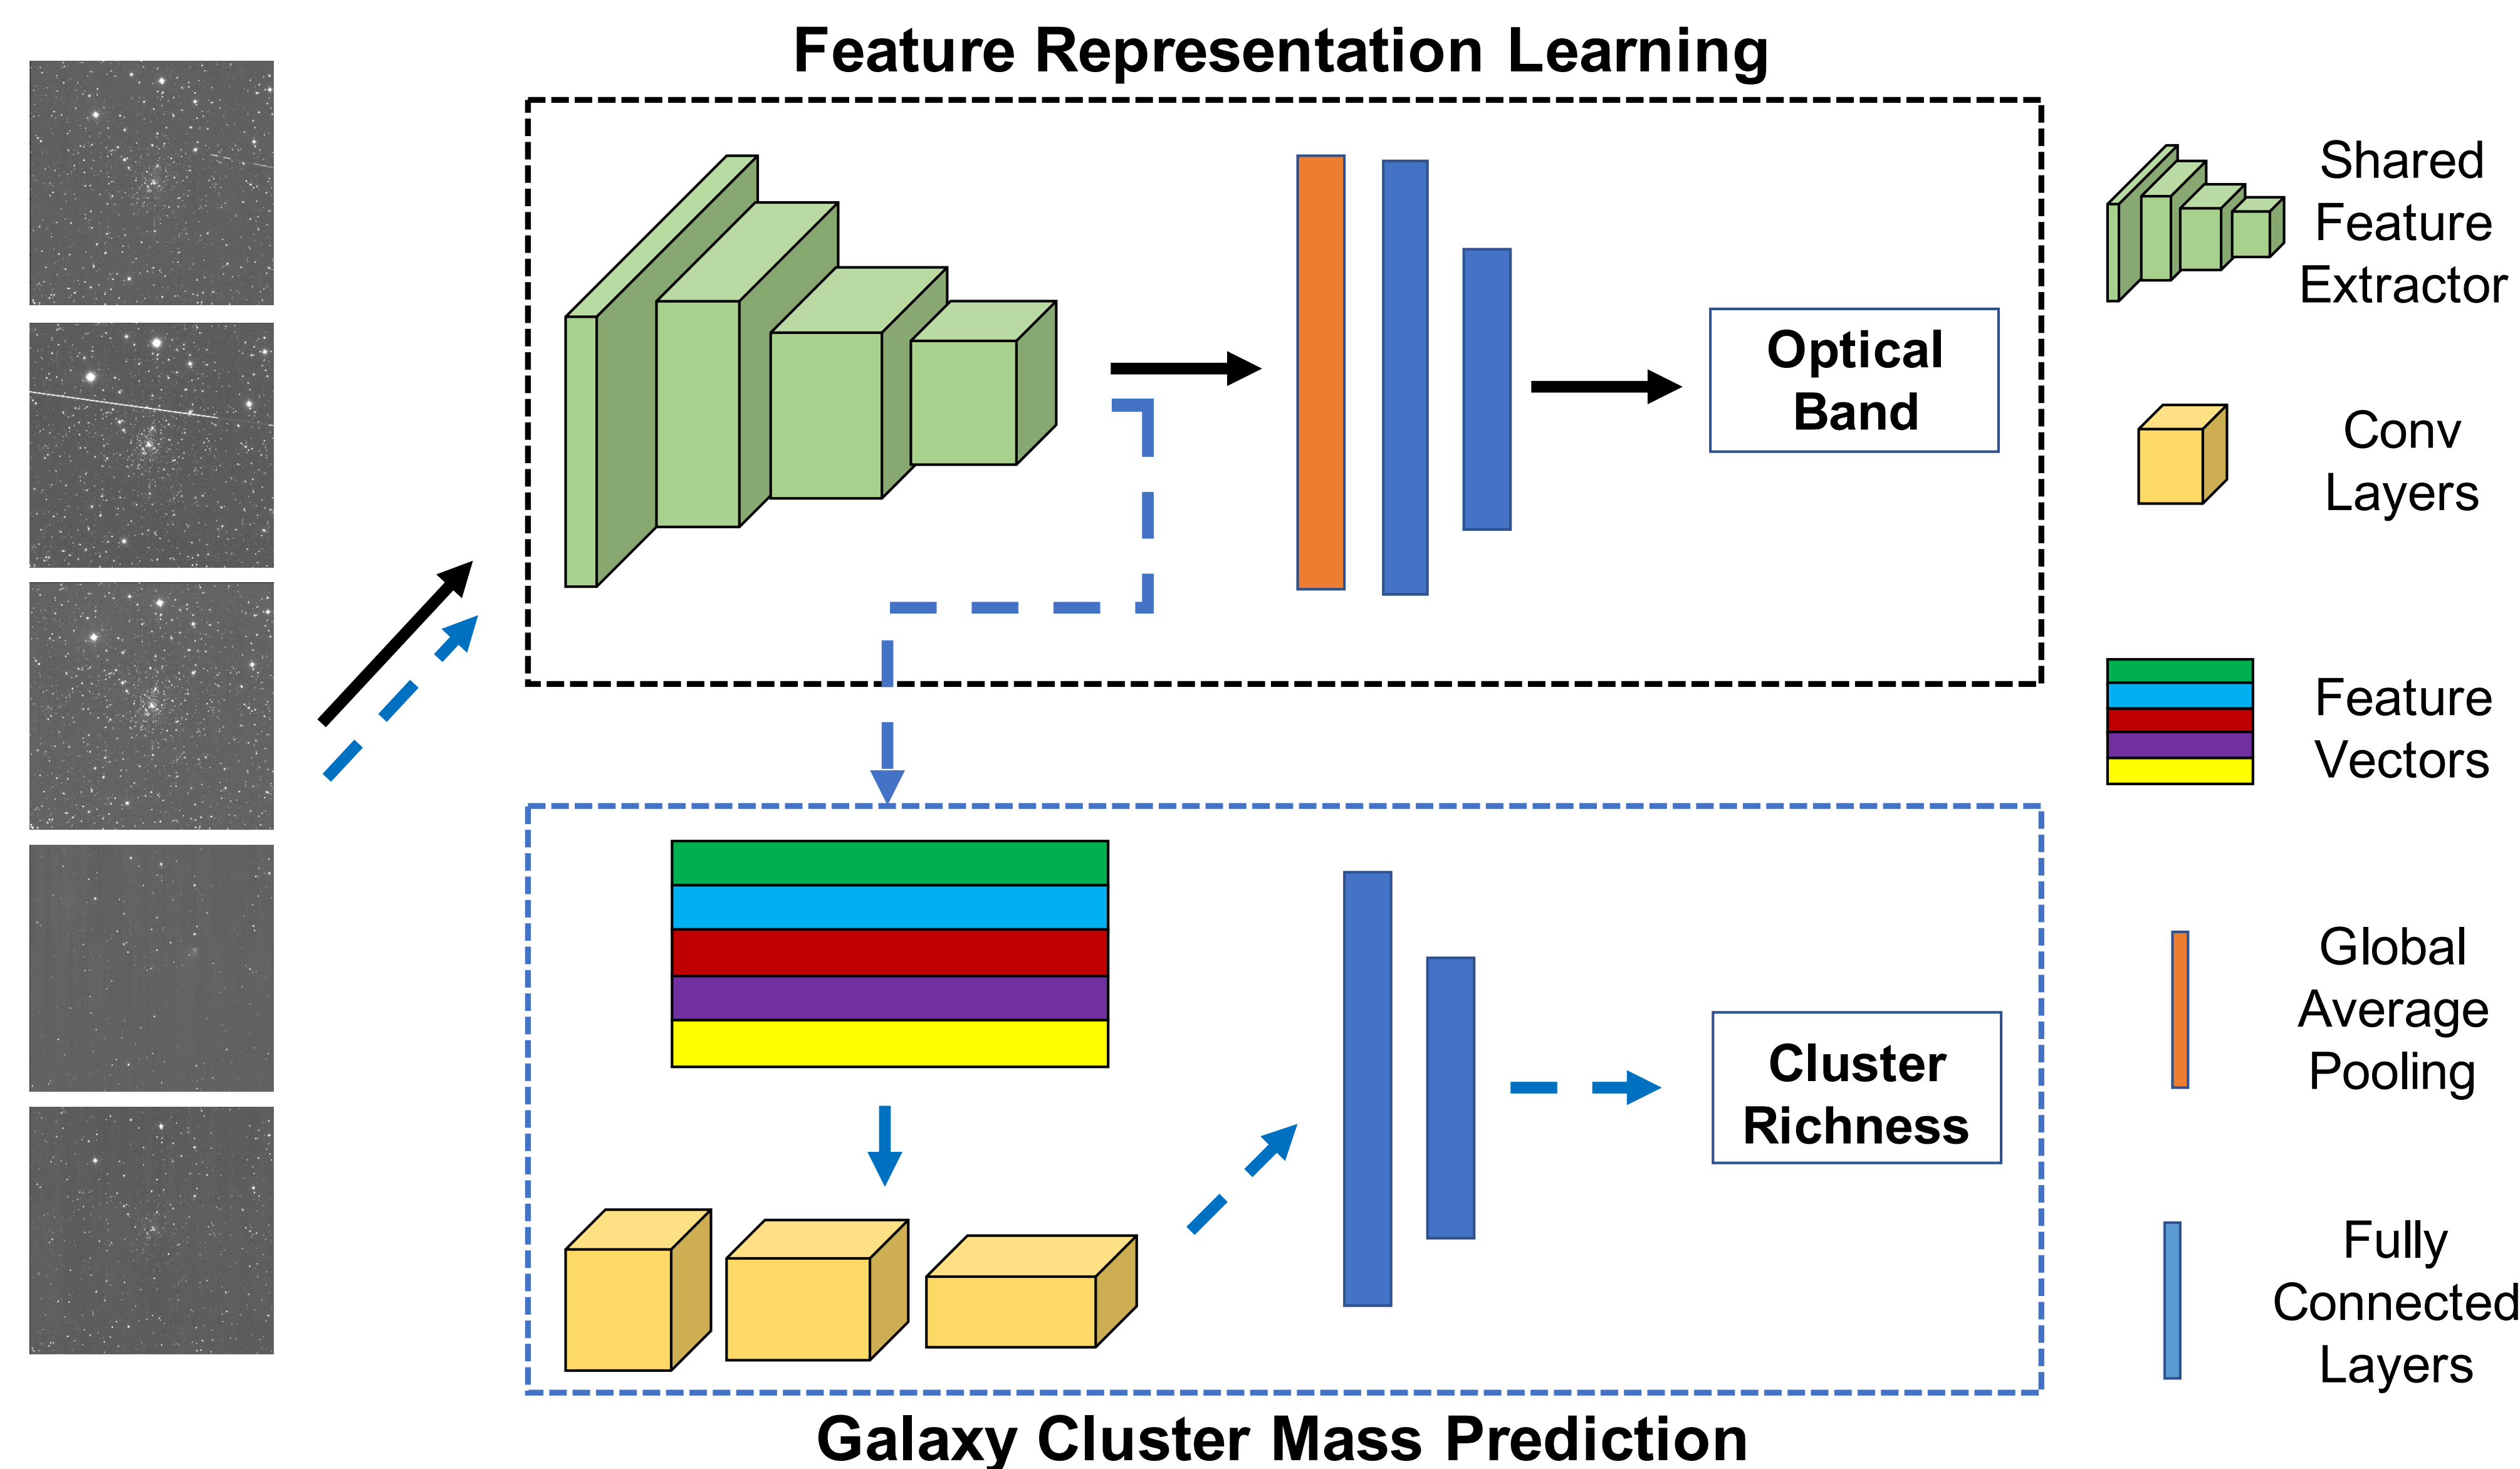 Feature Representation Learning
Optical
Band
Cluster
Richness
Galaxy Cluster Mass Prediction
Shared
Feature
Extractor
Conv
Layers
Feature
Vectors
Global
Average
Pooling
Fully
Connected
Layers